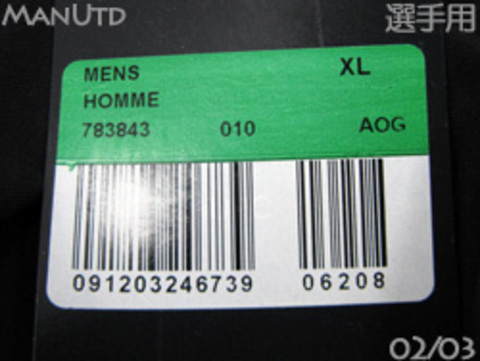 MANUTD 選手用
MENS XL
HOMME
783843 010 AOG
091203246739 06208
02/03